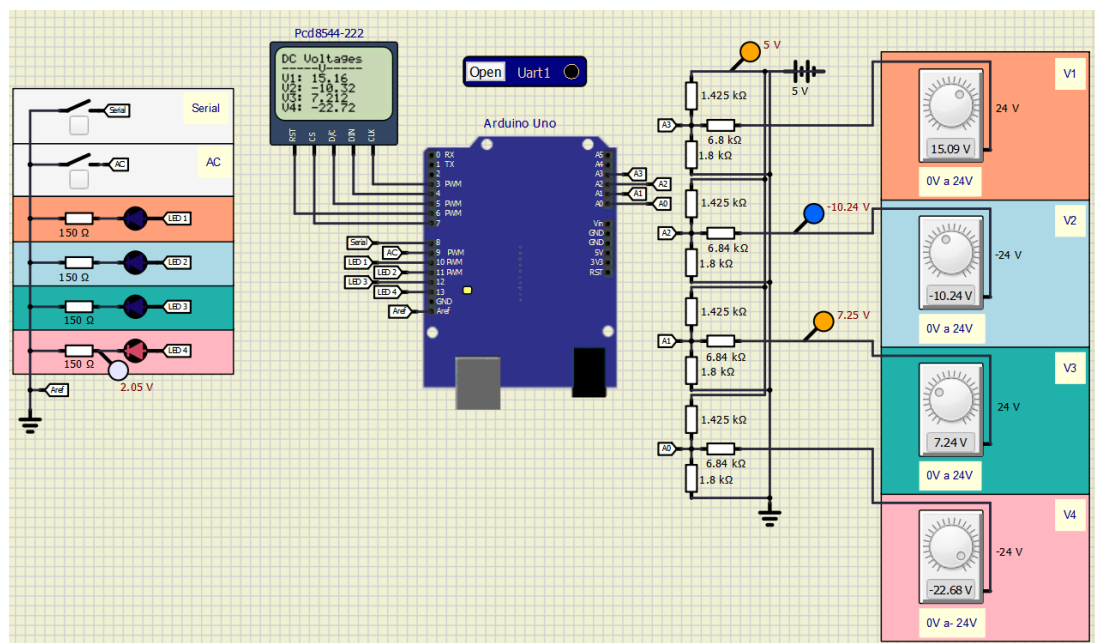 Pcd8544-222
DC Voltages
-----U-----
V1: 15.16
V2: -10.32
V3: 7.212
V4: -22.72
RST
CS
D/C
DIN
CLK
Open
Uart1
Serial
Serial
AC
AC
LED 1
150 Ω
LED 2
150 Ω
LED 3
150 Ω
LED 4
150 Ω
2.05 V
Aref
Arduino Uno
0 RX
1 TX
2
3 PWM
4
5 PWM
6 PWM
7
8
9 PWM
10 PWM
11 PWM
12
13
GND
Aref
Serial
AC
LED 1
LED 2
LED 3
LED 4
Aref
arduino
A5
A4
A3
A2
A1
A0
Vin
GND
GND
5V
3V3
RST
A3
A2
A1
A0
5 V
5 V
1.425 kΩ
A3
6.8 kΩ
1.8 kΩ
1.425 kΩ
-10.24 V
A2
6.84 kΩ
1.8 kΩ
1.425 kΩ
7.25 V
A1
6.84 kΩ
1.8 kΩ
1.425 kΩ
A0
6.84 kΩ
1.8 kΩ
V1
24 V
15.09 V
0V a 24V
V2
-24 V
-10.24 V
0V a 24V
V3
24 V
7.24 V
0V a 24V
V4
-24 V
-22.68 V
0V a- 24V